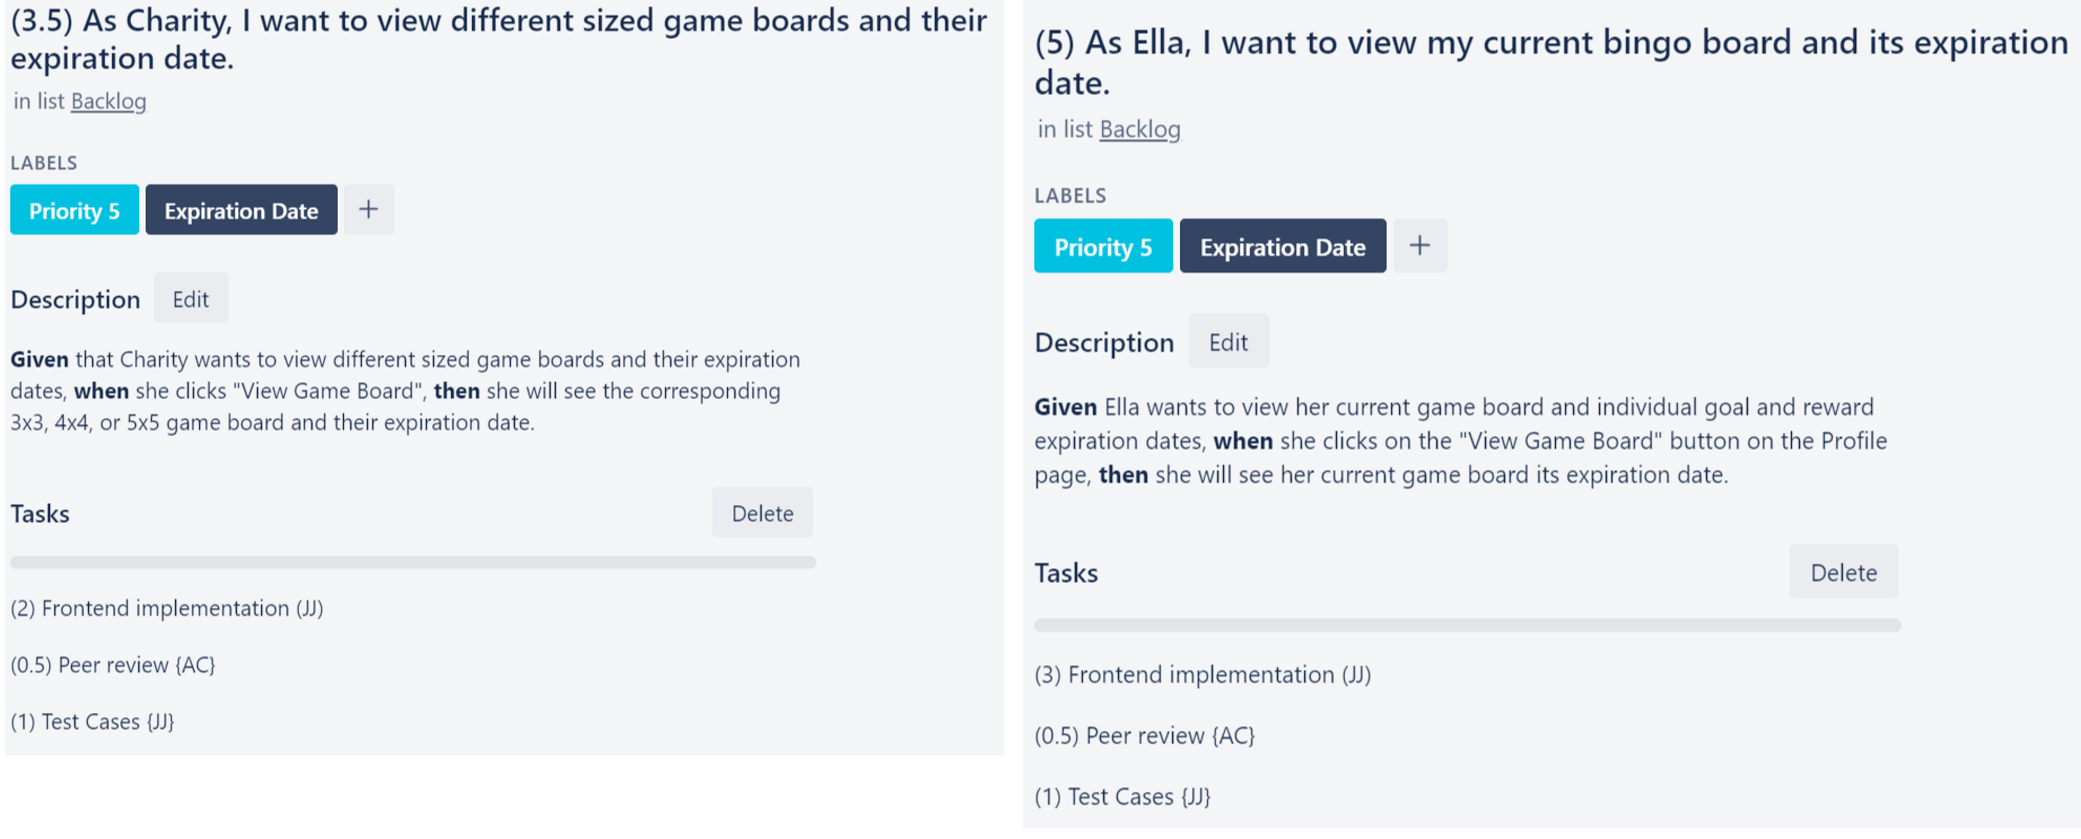 (3.5) As Charity, I want to view different sized game boards and their
expiration date.
in list Backlog
LABELS
Priority 5 Expiration Date +
Description Edit
Given that Charity wants to view different sized game boards and their expiration
dates, when she clicks "View Game Board", then she will see the corresponding
3x3, 4x4, or 5x5 game board and their expiration date.
Tasks Delete
(2) Frontend implementation (JJ)
(0.5) Peer review {AC}
(1) Test Cases {JJ}
(5) As Ella, I want to view my current bingo board and its expiration
date.
in list Backlog
LABELS
Priority 5 Expiration Date +
Description Edit
Given Ella wants to view her current game board and individual goal and reward
expiration dates, when she clicks on the "View Game Board" button on the Profile
page, then she will see her current game board its expiration date.
Tasks Delete
(3) Frontend implementation (JJ)
(0.5) Peer review {AC}
(1) Test Cases {JJ}